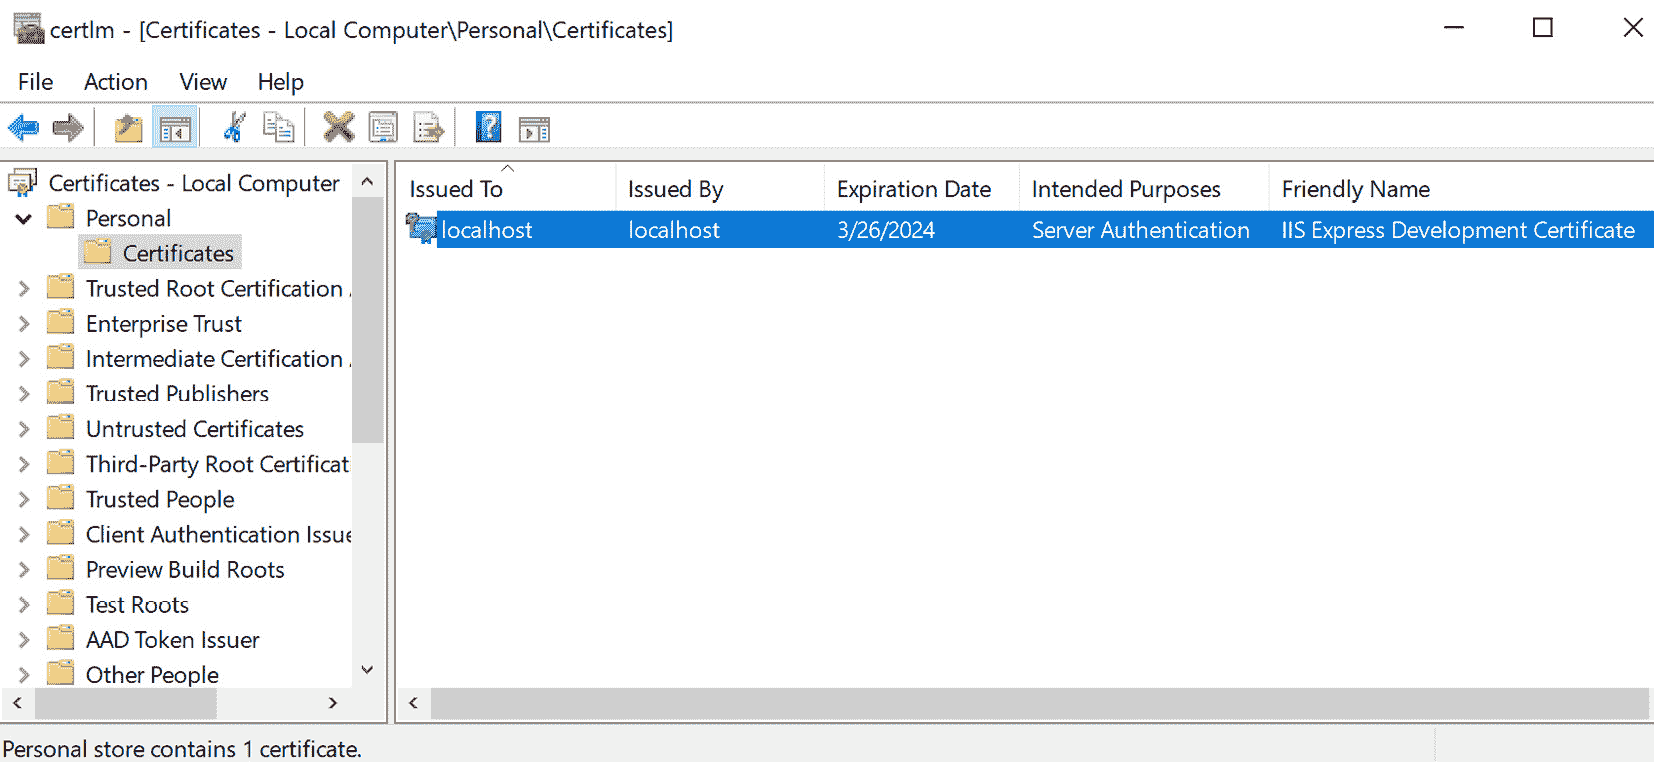 certlm - [Certificates - Local Computer\Personal\Certificates]
File Action View Help
Certificates - Local Computer
Personal
Certificates
Trusted Root Certification
Enterprise Trust
Intermediate Certification
Trusted Publishers
Untrusted Certificates
Third-Party Root Certificati
Trusted People
Client Authentication Issue
Preview Build Roots
Test Roots
AAD Token Issuer
Other People
Issued To Issued By Expiration Date Intended Purposes Friendly Name
localhost localhost 3/26/2024 Server Authentication IIS Express Development Certificate
Personal store contains 1 certificate.